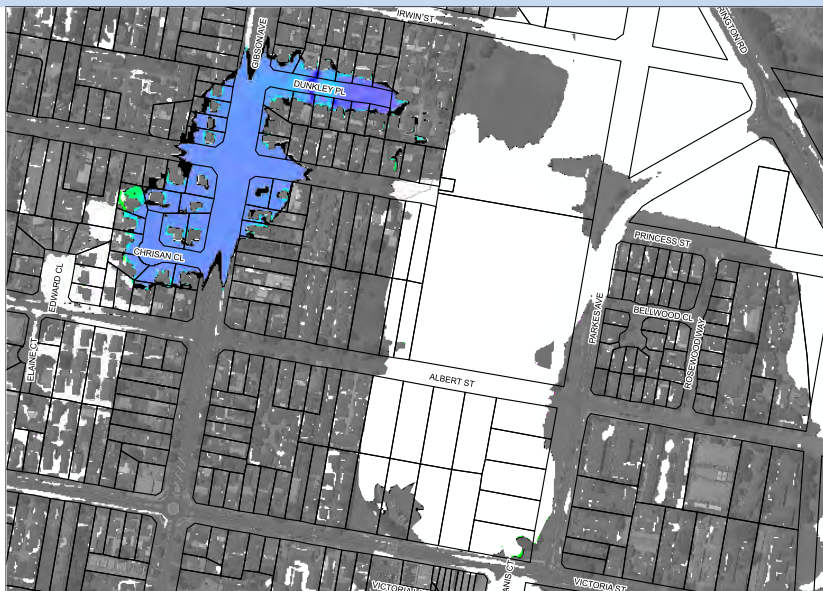 IRWIN ST
GIBSON AVE
DUNKLEY PL
CHRISAN CL
EDWARD CL
ELAINE CT
PRINCESS ST
PARKES AVE
BELLWOOD CL
ROSEWOOD WAY
ALBERT ST
VICTORIA ST